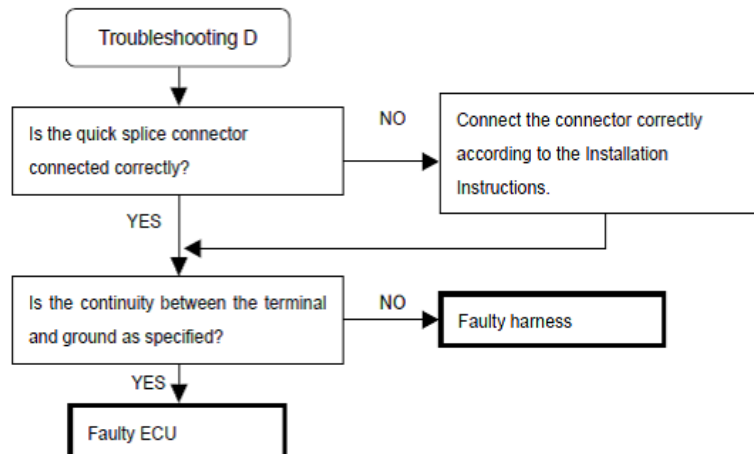 Troubleshooting D
Is the quick splice connector
connected correctly?
NO
Connect the connector correctly
according to the Installation
Instructions.
YES
Is the continuity between the terminal
and ground as specified?
NO
Faulty harness
YES
Faulty ECU